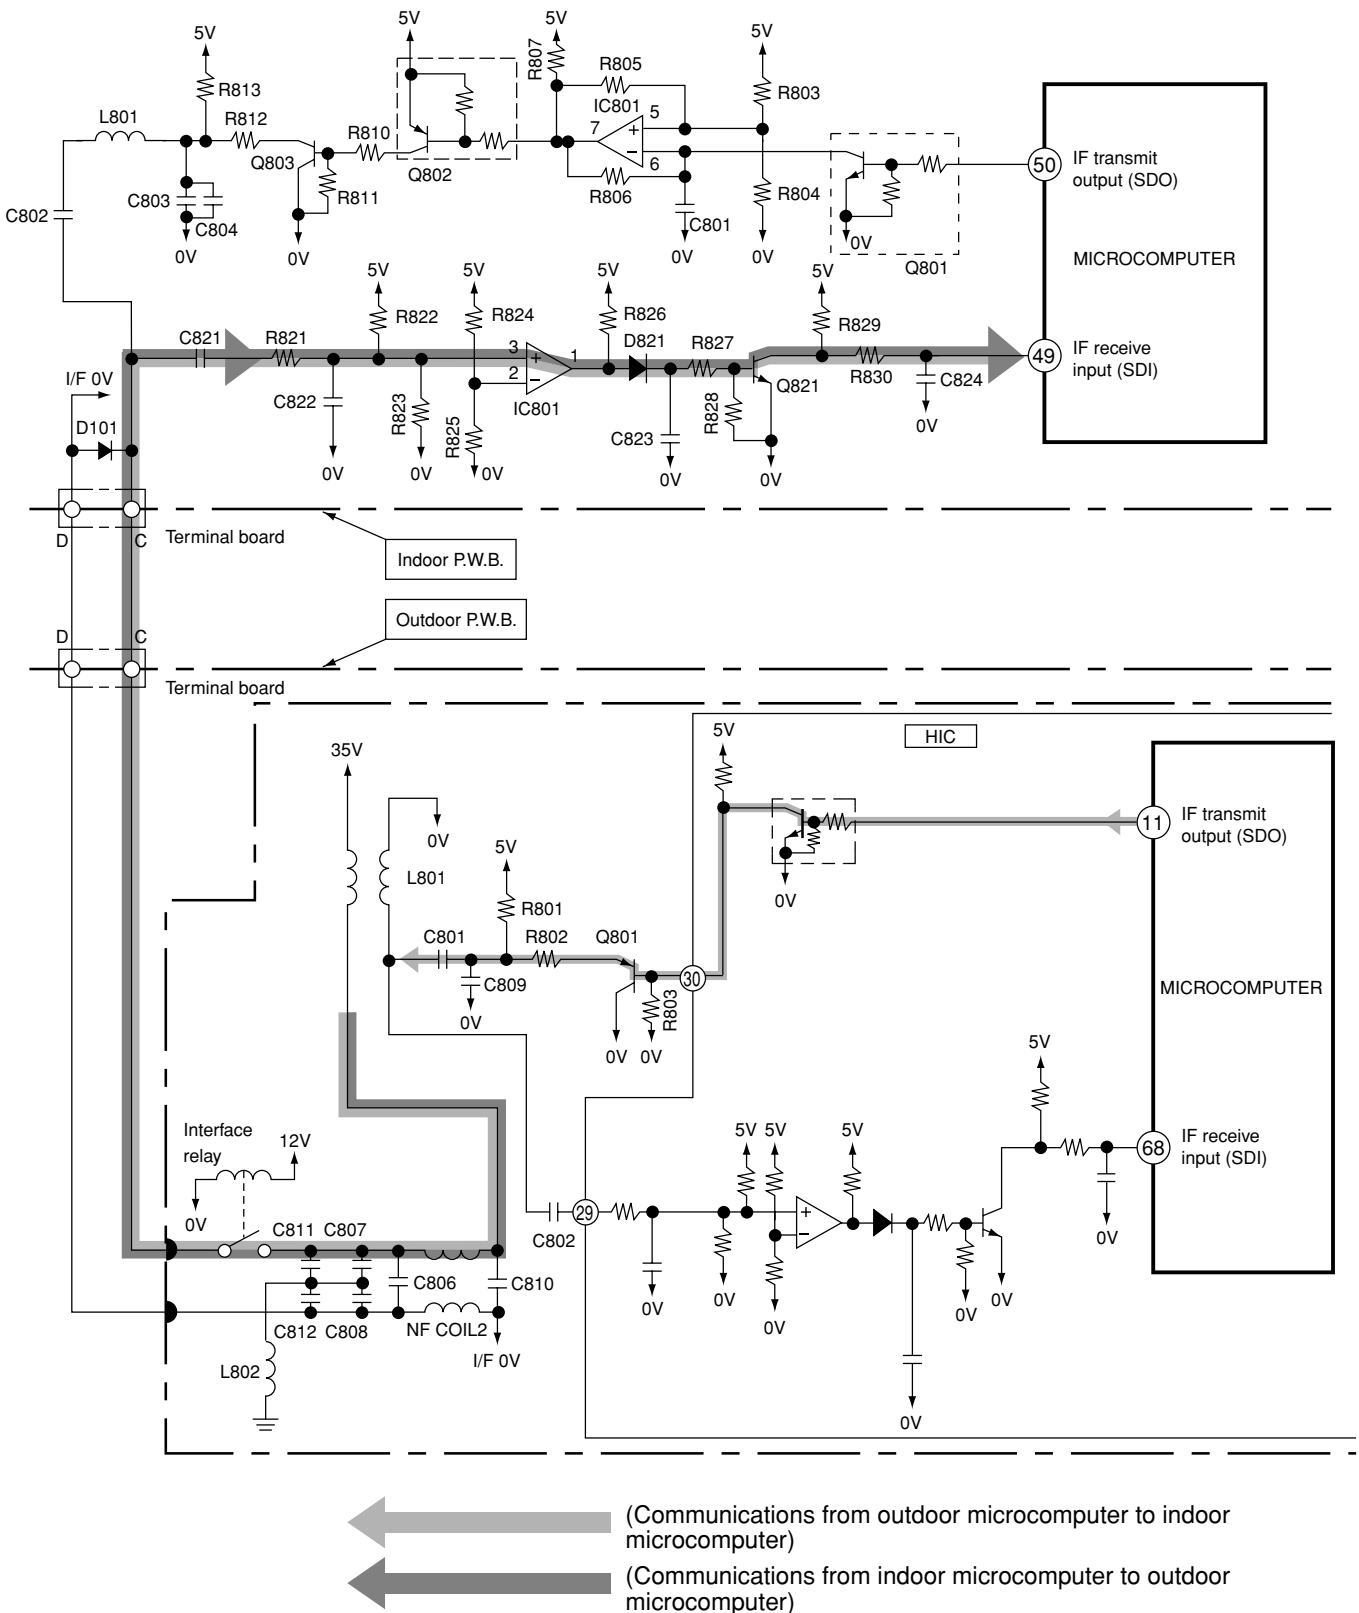 5V
5V
5V
5V
R813
R807
R805
IC801
R803
L801
R812
R810
5
7
6
Q803
Q802
R811
R806
R804
50
IF transmit
output (SDO)
C802
C803
C804
C801
0V
0V
0V
0V
0V
Q801
MICROCOMPUTER
5V
5V
5V
5V
C821
R821
R822
R824
R826
D821
R827
R829
3
+
1
2
−
IC801
R830
49
IF receive
input (SDI)
I/F 0V
D101
C822
R823
R825
C823
R828
Q821
C824
0V
0V
0V
0V
0V
0V
D
C
Terminal board
Indoor P.W.B.
Outdoor P.W.B.
D
C
Terminal board
35V
5V
HIC
0V
L801
5V
R801
C801
R802
Q801
C809
0V
R803
0V
0V
30
0V
11
IF transmit
output (SDO)
MICROCOMPUTER
Interface
relay
12V
0V
C811
C807
C806
C810
C812
C808
NF COIL2
L802
I/F 0V
C802
29
5V
5V
5V
5V
+
−
0V
0V
0V
0V
0V
0V
0V
68
IF receive
input (SDI)
(Communications from outdoor microcomputer to indoor
microcomputer)
(Communications from indoor microcomputer to outdoor
microcomputer)